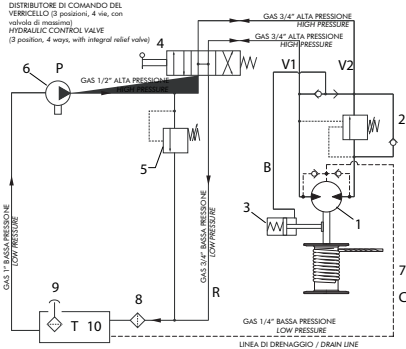 DISTRIBUTORE DI COMANDO DEL
VERRICELLO (3 posizioni, 4 vie, con
valvola di massima)
HYDRAULIC CONTROL VALVE
(3 position, 4 ways, with integral relief valve)
GAS 3/4" ALTA PRESSIONE
HIGH PRESSURE
GAS 3/4" ALTA PRESSIONE
HIGH PRESSURE
4
6
P
GAS 1/2" ALTA PRESSIONE
HIGH PRESSURE
V1
V2
2
5
B
3
1
GAS 1" BASSA PRESSIONE
LOW PRESSURE
GAS 3/4" BASSA PRESSIONE
LOW PRESSURE
R
7
C
9
8
T 10
GAS 1/4" BASSA PRESSIONE
LOW PRESSURE
LINEA DI DRENAGGIO / DRAIN LINE